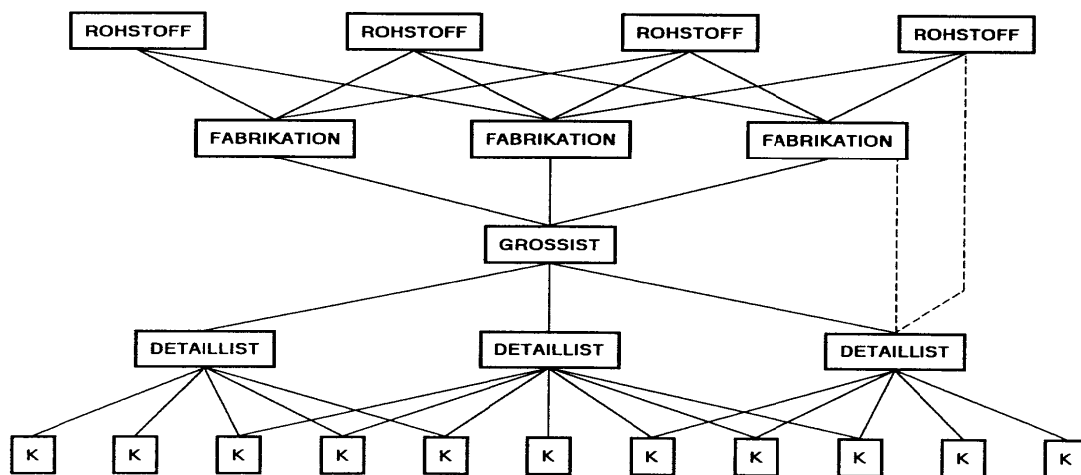 ROHSTOFF ROHSTOFF ROHSTOFF ROHSTOFF
FABRIKATION FABRIKATION FABRIKATION
GROSSIST
DETAILLIST DETAILLIST DETAILLIST
K K K K K K K K K K K